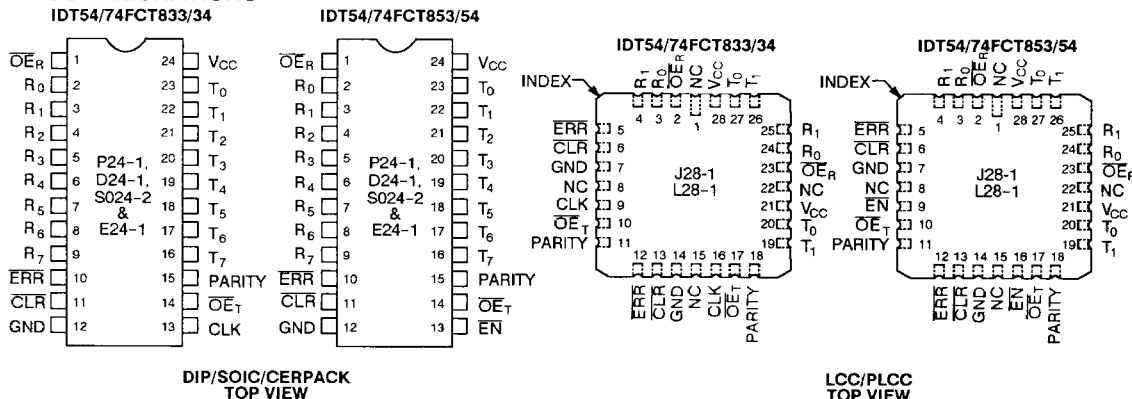 IDT54/74FCT833/34
OER 1 24 VCC
R0 2 23 T0
R1 3 22 T1
R2 4 21 T2
R3 5 20 T3
R4 6 19 T4
R5 7 18 T5
R6 8 17 T6
R7 9 16 T7
ERR 10 15 PARITY
CLR 11 14 OET
GND 12 13 CLK
P24-1,
D24-1,
S024-2
&
E24-1
IDT54/74FCT853/54
OER 1 24 VCC
R0 2 23 T0
R1 3 22 T1
R2 4 21 T2
R3 5 20 T3
R4 6 19 T4
R5 7 18 T5
R6 8 17 T6
R7 9 16 T7
ERR 10 15 PARITY
CLR 11 14 OET
GND 12 13 EN
P24-1,
D24-1,
S024-2
&
E24-1
DIP/SOIC/CERPACK
TOP VIEW
IDT54/74FCT833/34
INDEX
R1 R0 OER NC VCC T0 T1
4 3 2 1 28 27 26
ERR 5 25 R1
CLR 6 24 R0
GND 7 23 OER
NC 8 22 NC
CLK 9 21 VCC
OET 10 20 T0
PARITY 11 19 T1
J28-1
L28-1
12 13 14 15 16 17 18
ERR CLR GND NC CLK OET PARITY
IDT54/74FCT853/54
INDEX
R1 R0 OER NC VCC T0 T1
4 3 2 1 28 27 26
ERR 5 25 R1
CLR 6 24 R0
GND 7 23 OER
NC 8 22 NC
EN 9 21 VCC
OET 10 20 T0
PARITY 11 19 T1
J28-1
L28-1
12 13 14 15 16 17 18
ERR CLR GND NC EN OET PARITY
LCC/PLCC
TOP VIEW